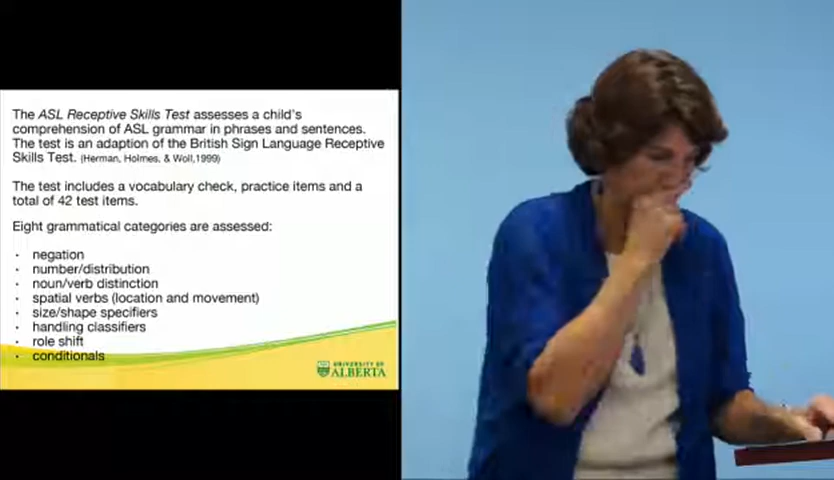 The ASL Receptive Skills Test assesses a child's
comprehension of ASL grammar in phrases and sentences.
The test is an adaption of the British Sign Language Receptive
Skills Test. (Herman, Holmes, & Woll,1999)
The test includes a vocabulary check, practice items and a
total of 42 test items.
Eight grammatical categories are assessed:
· negation
· number/distribution
· noun/verb distinction
· spatial verbs (location and movement)
· size/shape specifiers
· handling classifiers
· role shift
· conditionals
UNIVERSITY OF
ALBERTA